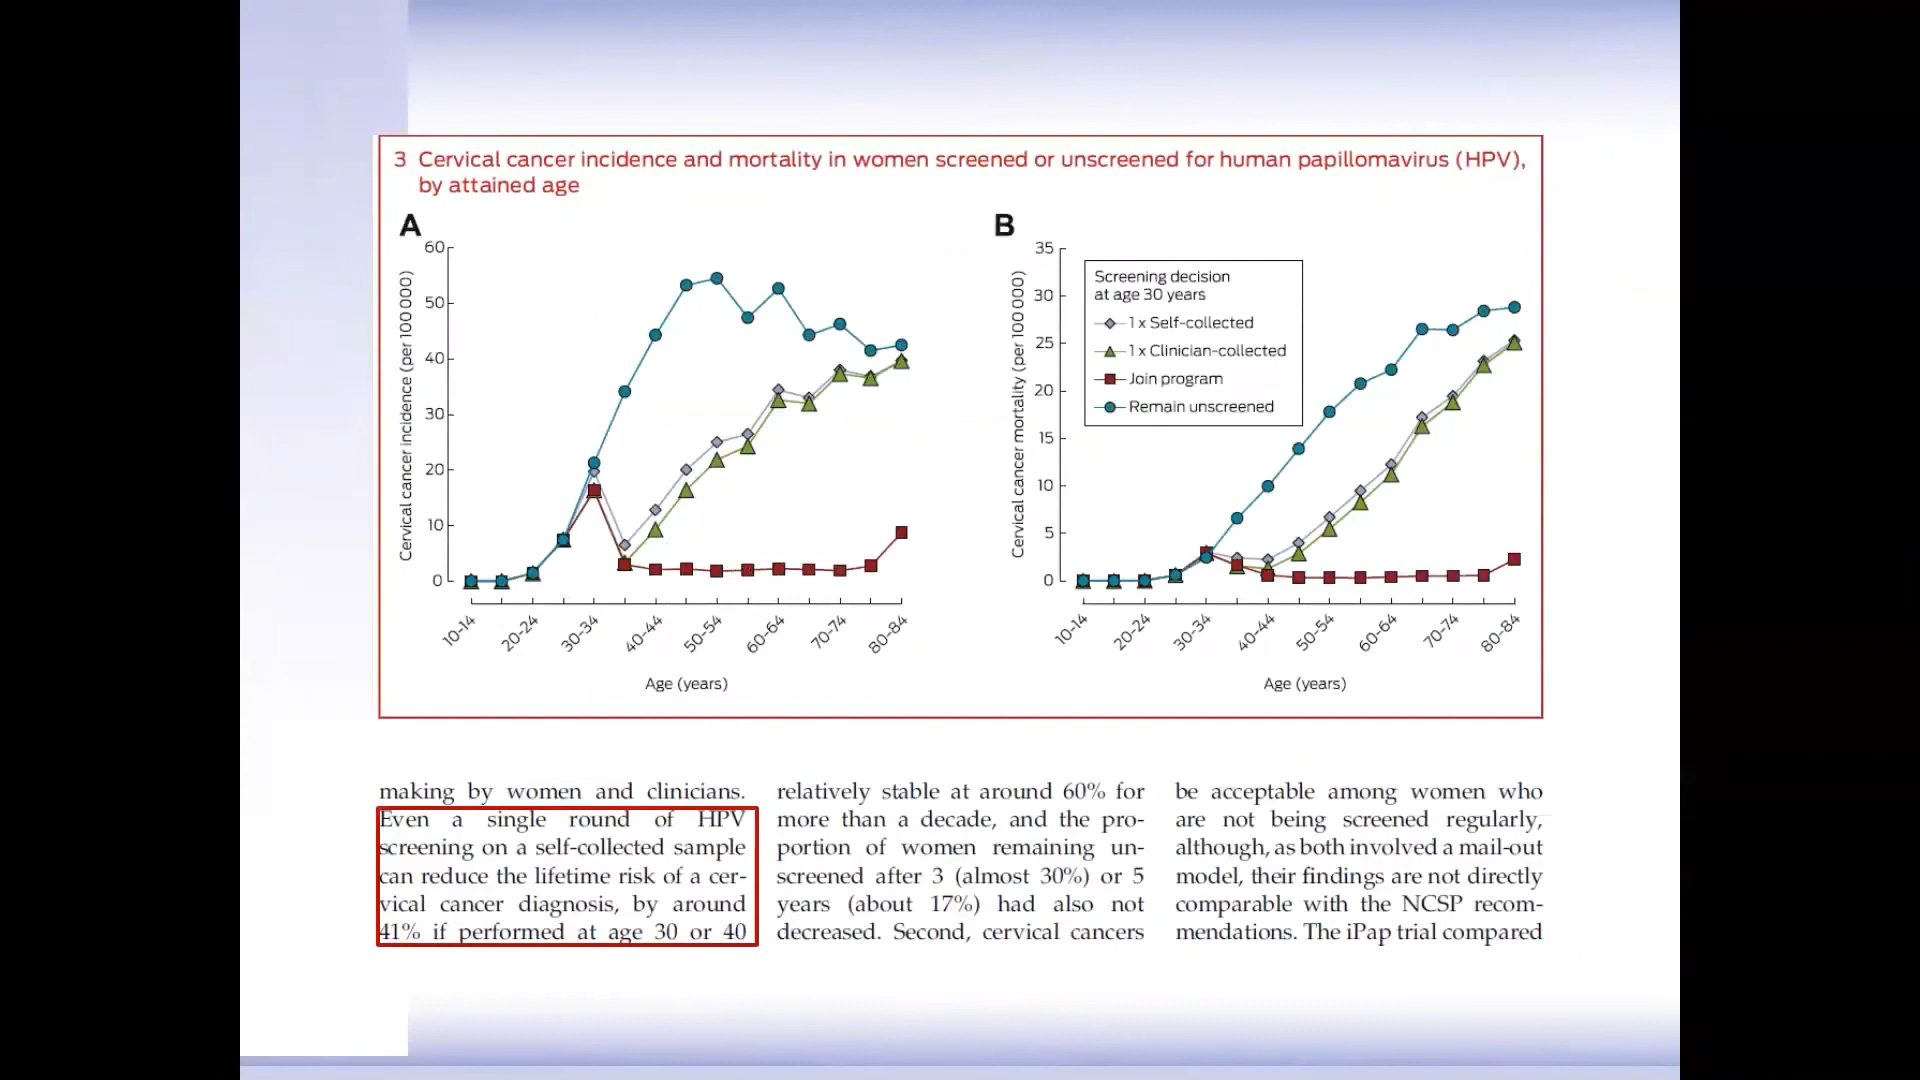 3 Cervical cancer incidence and mortality in women screened or unscreened for human papillomavirus (HPV),
by attained age
A
60
50
40
30
20
10
0
Cervical cancer incidence (per 100 000)
10-14
20-24
30-34
40-44
50-54
60-64
70-74
80-84
Age (years)
B
35
30
25
20
15
10
5
0
Cervical cancer mortality (per 100 000)
Screening decision
at age 30 years
1 x Self-collected
1 x Clinician-collected
Join program
Remain unscreened
10-14
20-24
30-34
40-44
50-54
60-64
70-74
80-84
Age (years)
making by women and clinicians.
Even a single round of HPV
screening on a self-collected sample
can reduce the lifetime risk of a cer-
vical cancer diagnosis, by around
41% if performed at age 30 or 40
relatively stable at around 60% for
more than a decade, and the pro-
portion of women remaining un-
screened after 3 (almost 30%) or 5
years (about 17%) had also not
decreased. Second, cervical cancers
be acceptable among women who
are not being screened regularly,
although, as both involved a mail-out
model, their findings are not directly
comparable with the NCSP recom-
mendations. The iPap trial compared